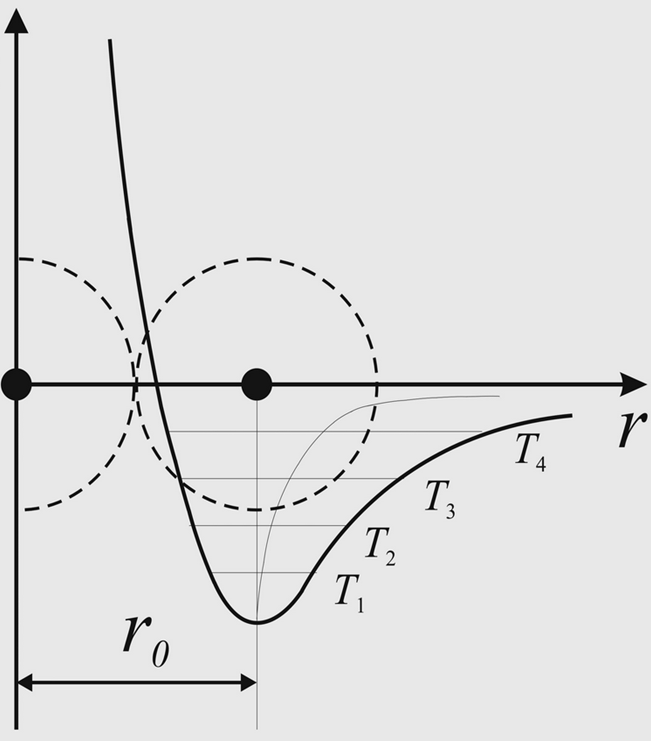 r
T₄
T₃
T₂
T₁
r₀